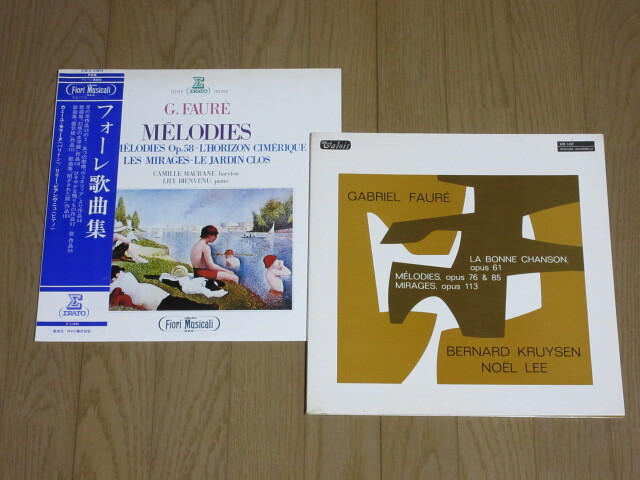 Fiori Musicali
フォーレ歌曲集
ERATO
ERATO
G. FAURÉ
MÉLODIES
MÉLODIES Op.58-L'HORIZON CIMÉRIQUE
LES MIRAGES-LE JARDIN CLOS
CAMILLE MAURANE, baryton
LILY BIENVENU, piano
Fiori Musicali
Valois
GABRIEL FAURÉ
LA BONNE CHANSON,
opus 61
MÉLODIES, opus 76 & 85
MIRAGES, opus 113
BERNARD KRUYSEN
NOËL LEE